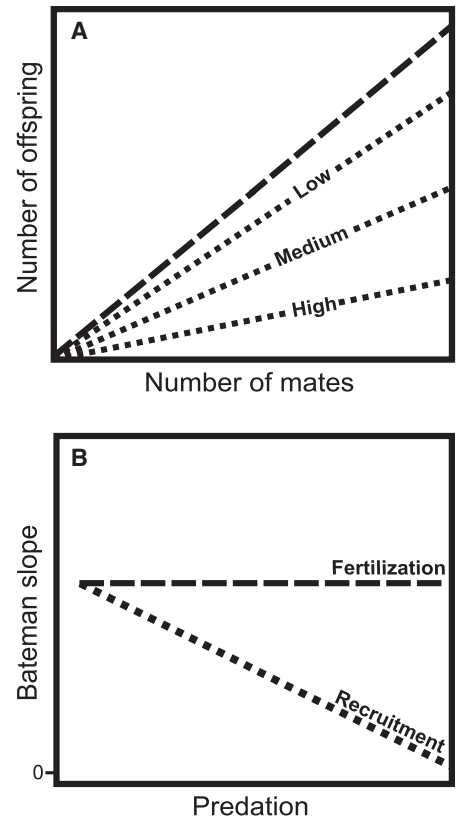 A
Number of offspring
Low
Medium
High
Number of mates
B
Bateman slope
Fertilization
Recruitment
0
Predation